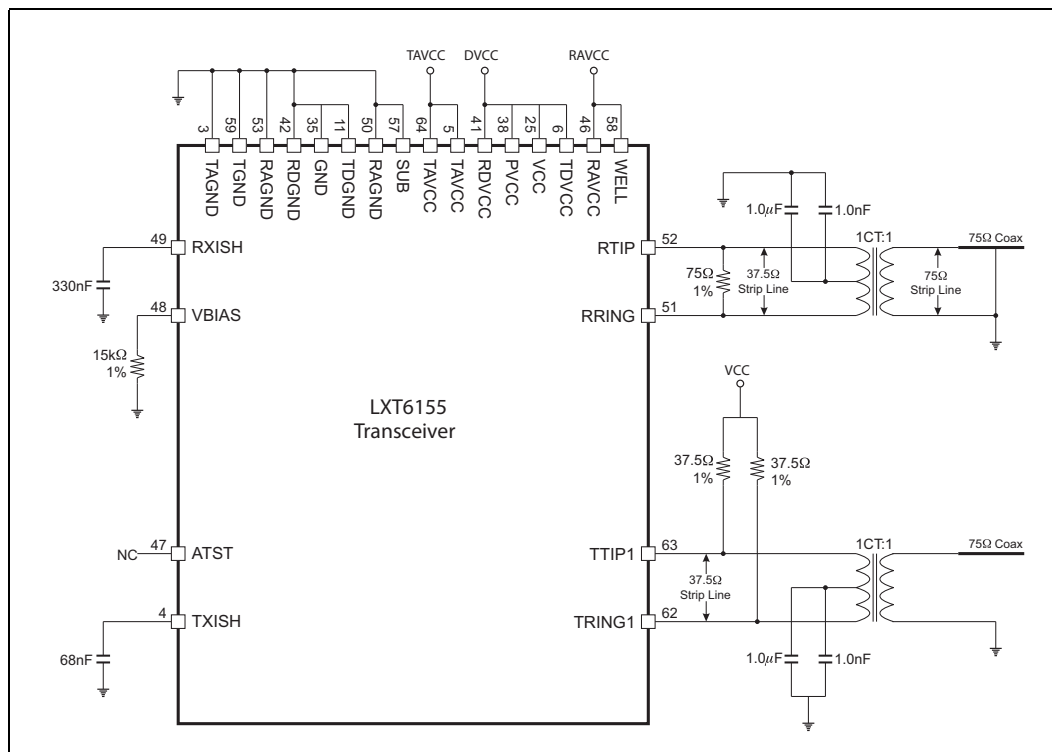 TAVCC DVCC RAVCC
3 59 53 42 35 11 50 57 64 5 41 38 25 6 46 58
TAGND TGND RAGND RDGND GND TDGND RAGND SUB TAVCC TAVCC RDVCC PVCC VCC TDVCC RAVCC WELL
1.0μF 1.0nF
49 RXISH
RTIP 52
1CT:1
75Ω Coax
330nF
75Ω
1%
37.5Ω
Strip Line
75Ω
Strip Line
48 VBIAS
RRING 51
15kΩ
1%
VCC
LXT6155
Transceiver
37.5Ω
1%
37.5Ω
1%
NC 47 ATST
TTIP1 63
1CT:1
75Ω Coax
37.5Ω
Strip Line
4 TXISH
TRING1 62
68nF
1.0μF 1.0nF